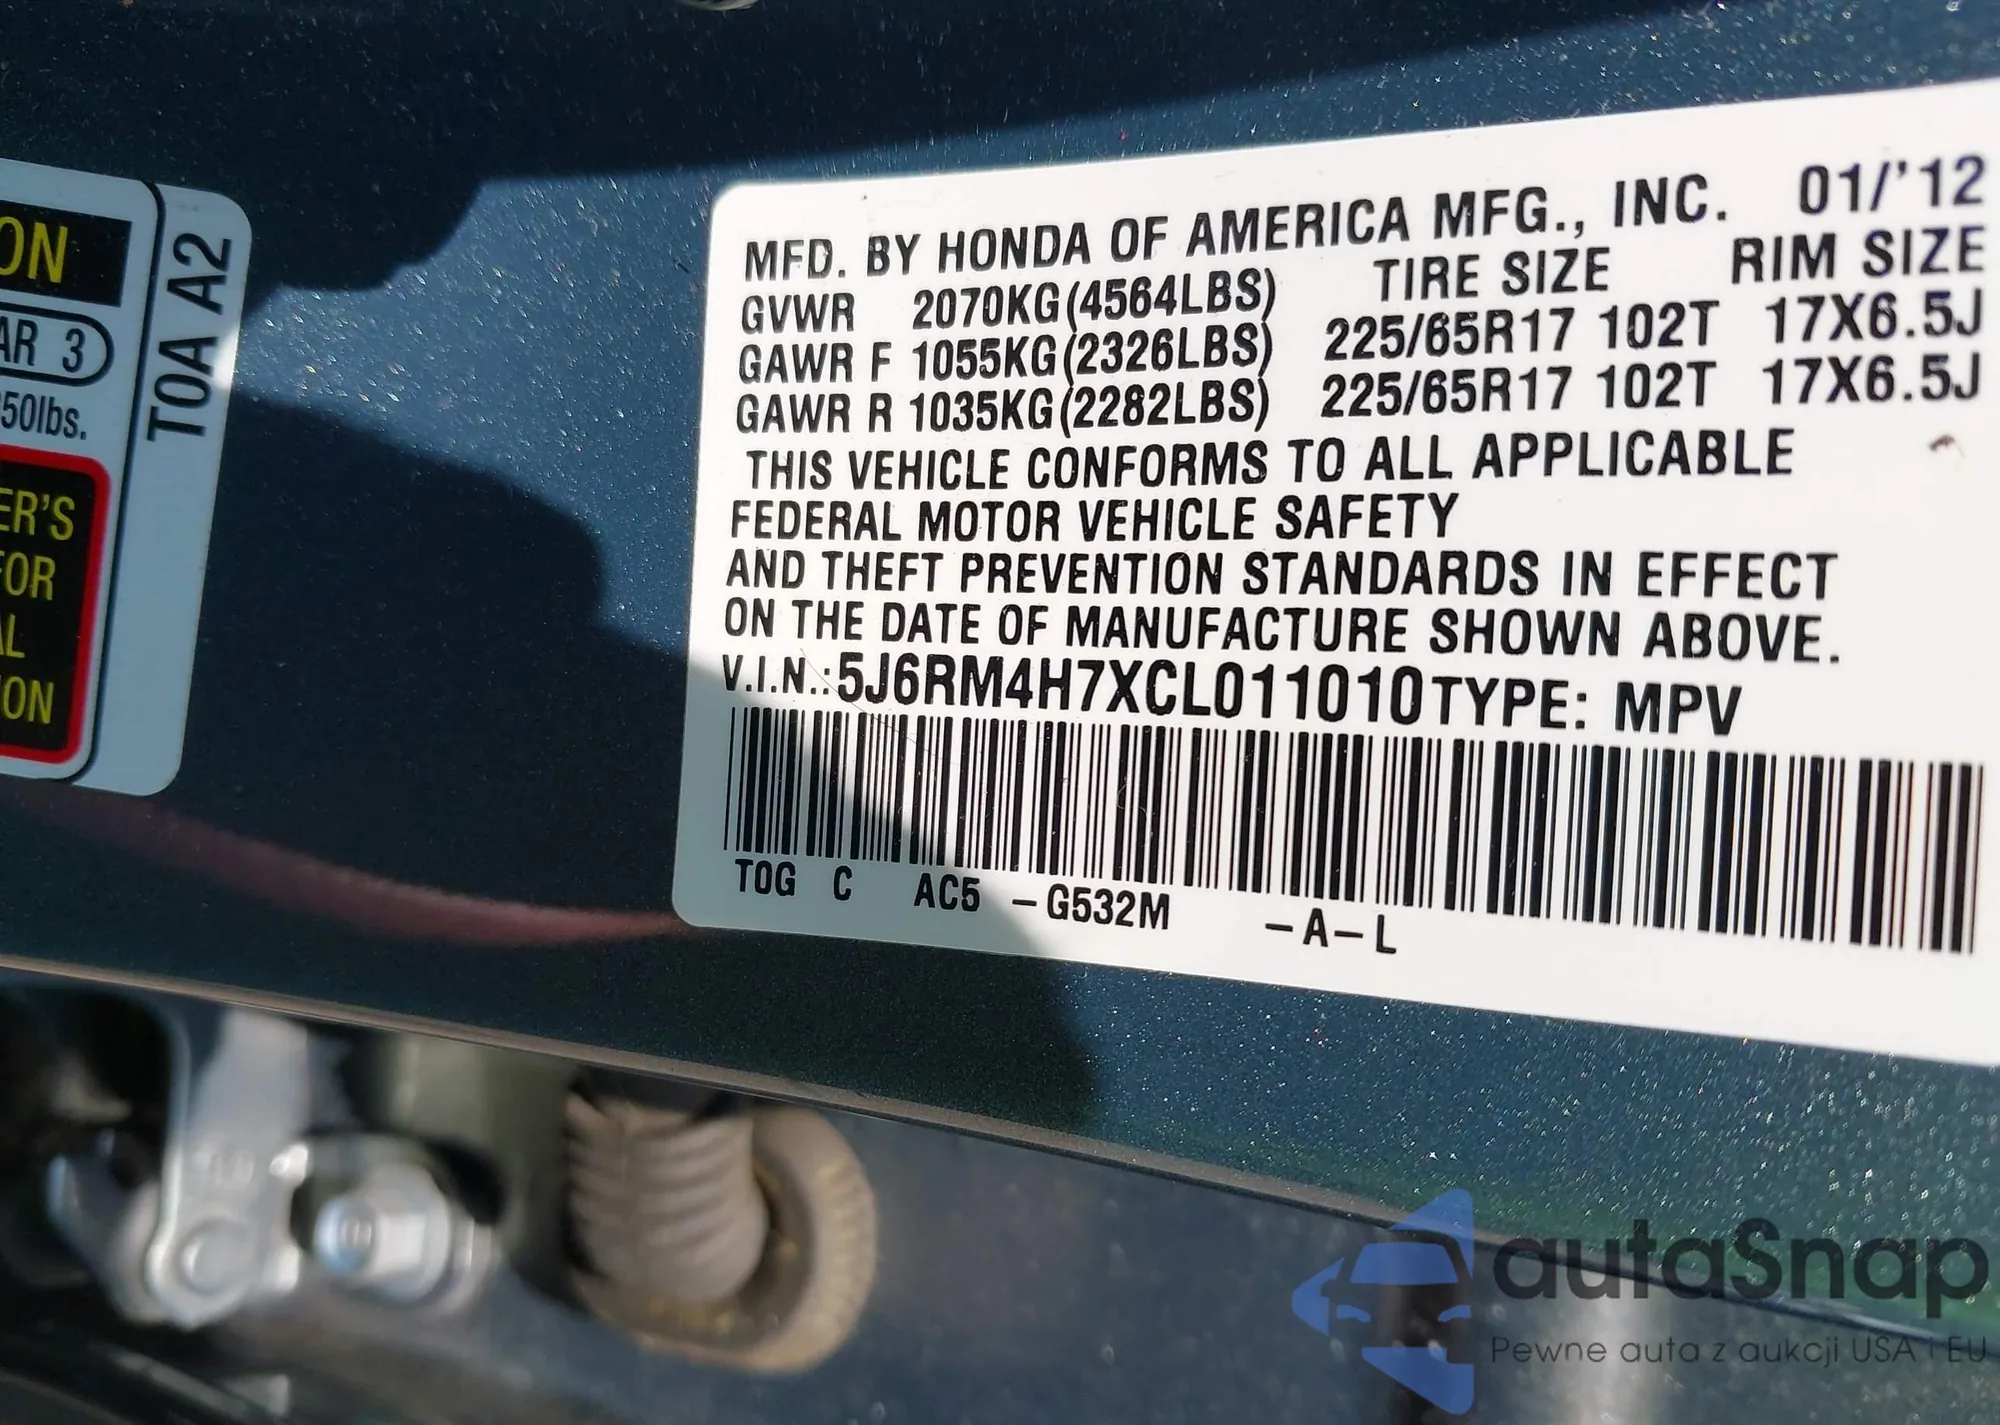 ON
AR 3
50lbs.
ER'S
FOR
AL
ION
T0A A2
MFD. BY HONDA OF AMERICA MFG., INC. 01/'12
GVWR 2070KG(4564LBS) TIRE SIZE RIM SIZE
GAWR F 1055KG(2326LBS) 225/65R17 102T 17X6.5J
GAWR R 1035KG(2282LBS) 225/65R17 102T 17X6.5J
THIS VEHICLE CONFORMS TO ALL APPLICABLE
FEDERAL MOTOR VEHICLE SAFETY
AND THEFT PREVENTION STANDARDS IN EFFECT
ON THE DATE OF MANUFACTURE SHOWN ABOVE.
V.I.N.:5J6RM4H7XCL011010TYPE: MPV
T0G C AC5 -G532M -A-L
autaSnap
Pewne auta z aukcji USA i EU